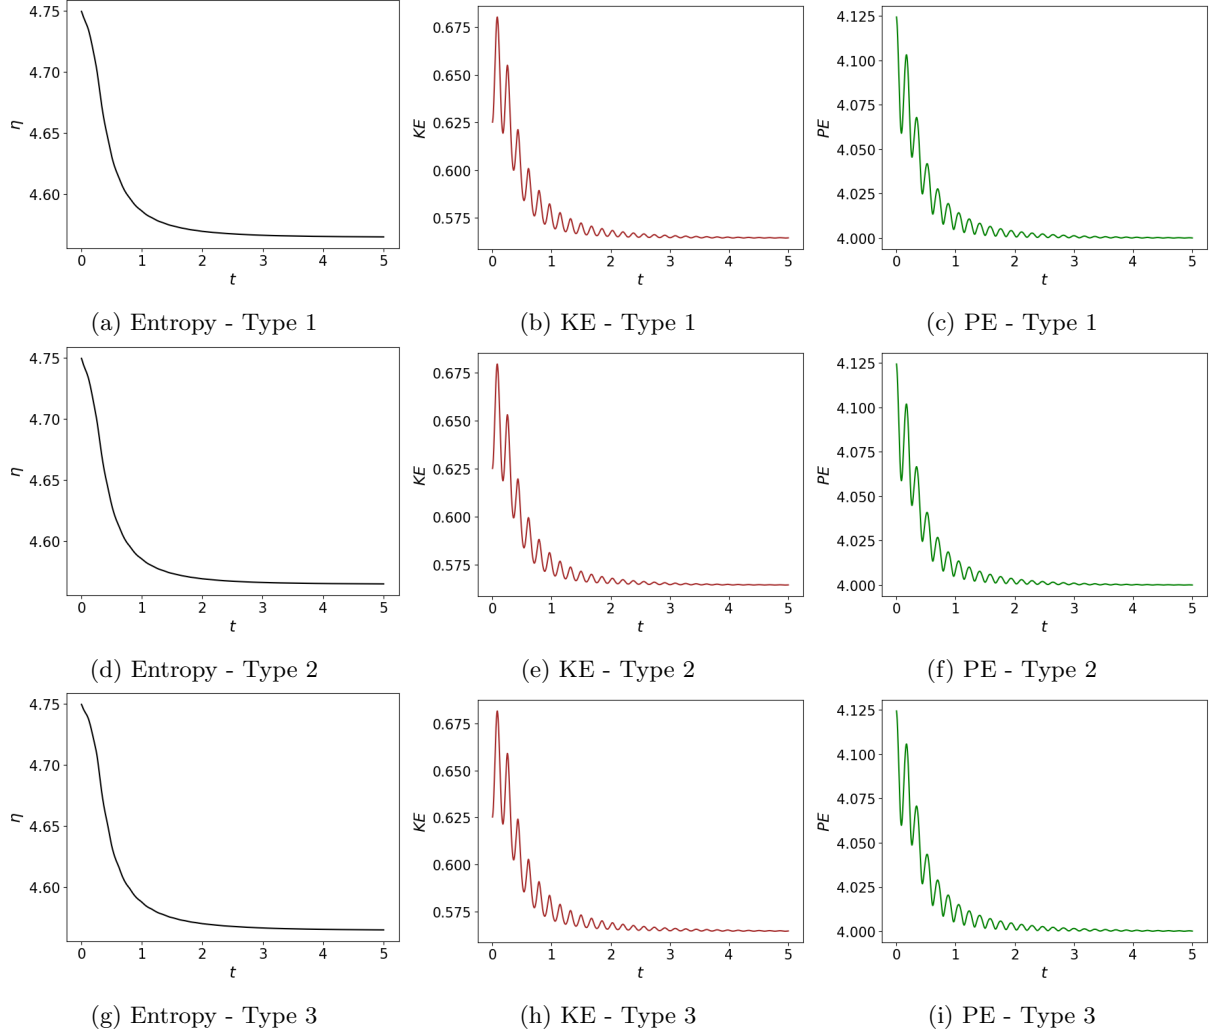 4.75
4.70
4.65
4.60
η
0 1 2 3 4 5
t
0.675
0.650
0.625
0.600
0.575
KE
0 1 2 3 4 5
t
4.125
4.100
4.075
4.050
4.025
4.000
PE
0 1 2 3 4 5
t
(a) Entropy - Type 1
(b) KE - Type 1
(c) PE - Type 1
4.75
4.70
4.65
4.60
η
0 1 2 3 4 5
t
0.675
0.650
0.625
0.600
0.575
KE
0 1 2 3 4 5
t
4.125
4.100
4.075
4.050
4.025
4.000
PE
0 1 2 3 4 5
t
(d) Entropy - Type 2
(e) KE - Type 2
(f) PE - Type 2
4.75
4.70
4.65
4.60
η
0 1 2 3 4 5
t
0.675
0.650
0.625
0.600
0.575
KE
0 1 2 3 4 5
t
4.125
4.100
4.075
4.050
4.025
4.000
PE
0 1 2 3 4 5
t
(g) Entropy - Type 3
(h) KE - Type 3
(i) PE - Type 3